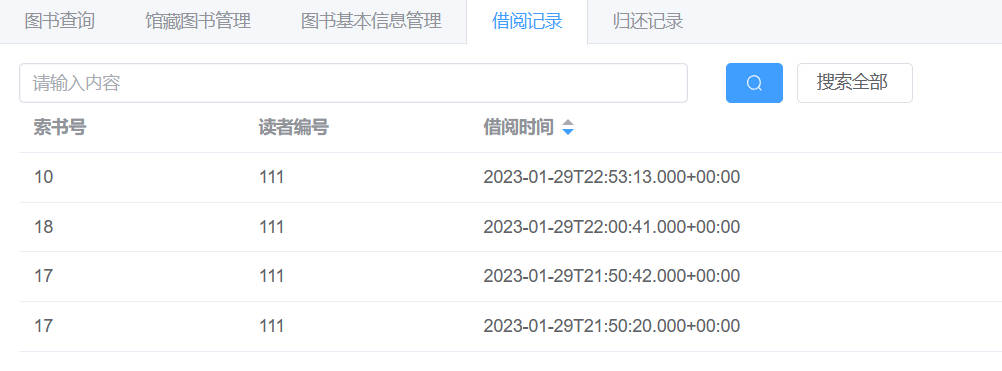 图书查询 馆藏图书管理 图书基本信息管理 借阅记录 归还记录
请输入内容 搜索全部
索书号 读者编号 借阅时间
10 111 2023-01-29T22:53:13.000+00:00
18 111 2023-01-29T22:00:41.000+00:00
17 111 2023-01-29T21:50:42.000+00:00
17 111 2023-01-29T21:50:20.000+00:00